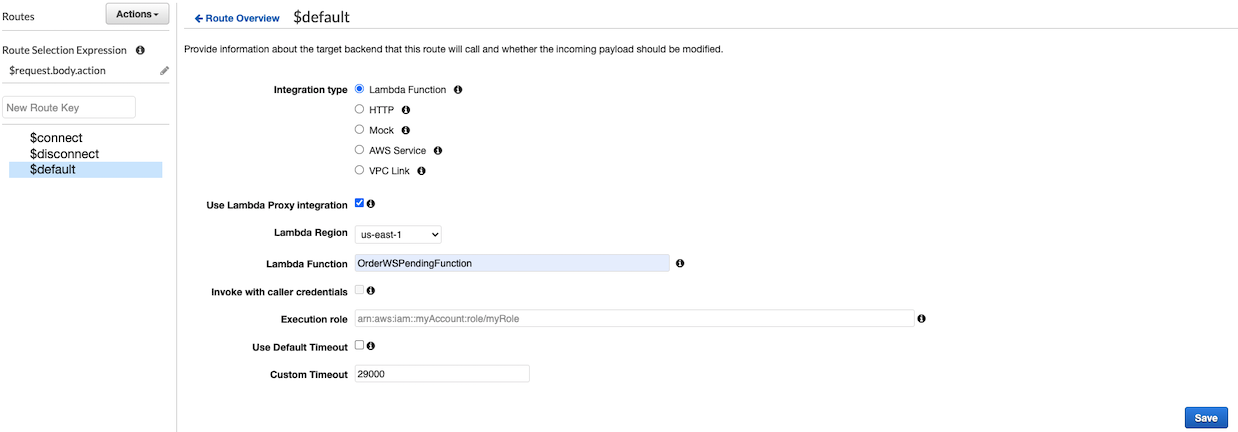 Routes
Actions
Route Selection Expression
$request.body.action
New Route Key
$connect
$disconnect
$default
Route Overview $default
Provide information about the target backend that this route will call and whether the incoming payload should be modified.
Integration type Lambda Function
HTTP
Mock
AWS Service
VPC Link
Use Lambda Proxy integration
Lambda Region us-east-1
Lambda Function OrderWSPendingFunction
Invoke with caller credentials
Execution role arn:aws:iam::myAccount:role/myRole
Use Default Timeout
Custom Timeout 29000
Save